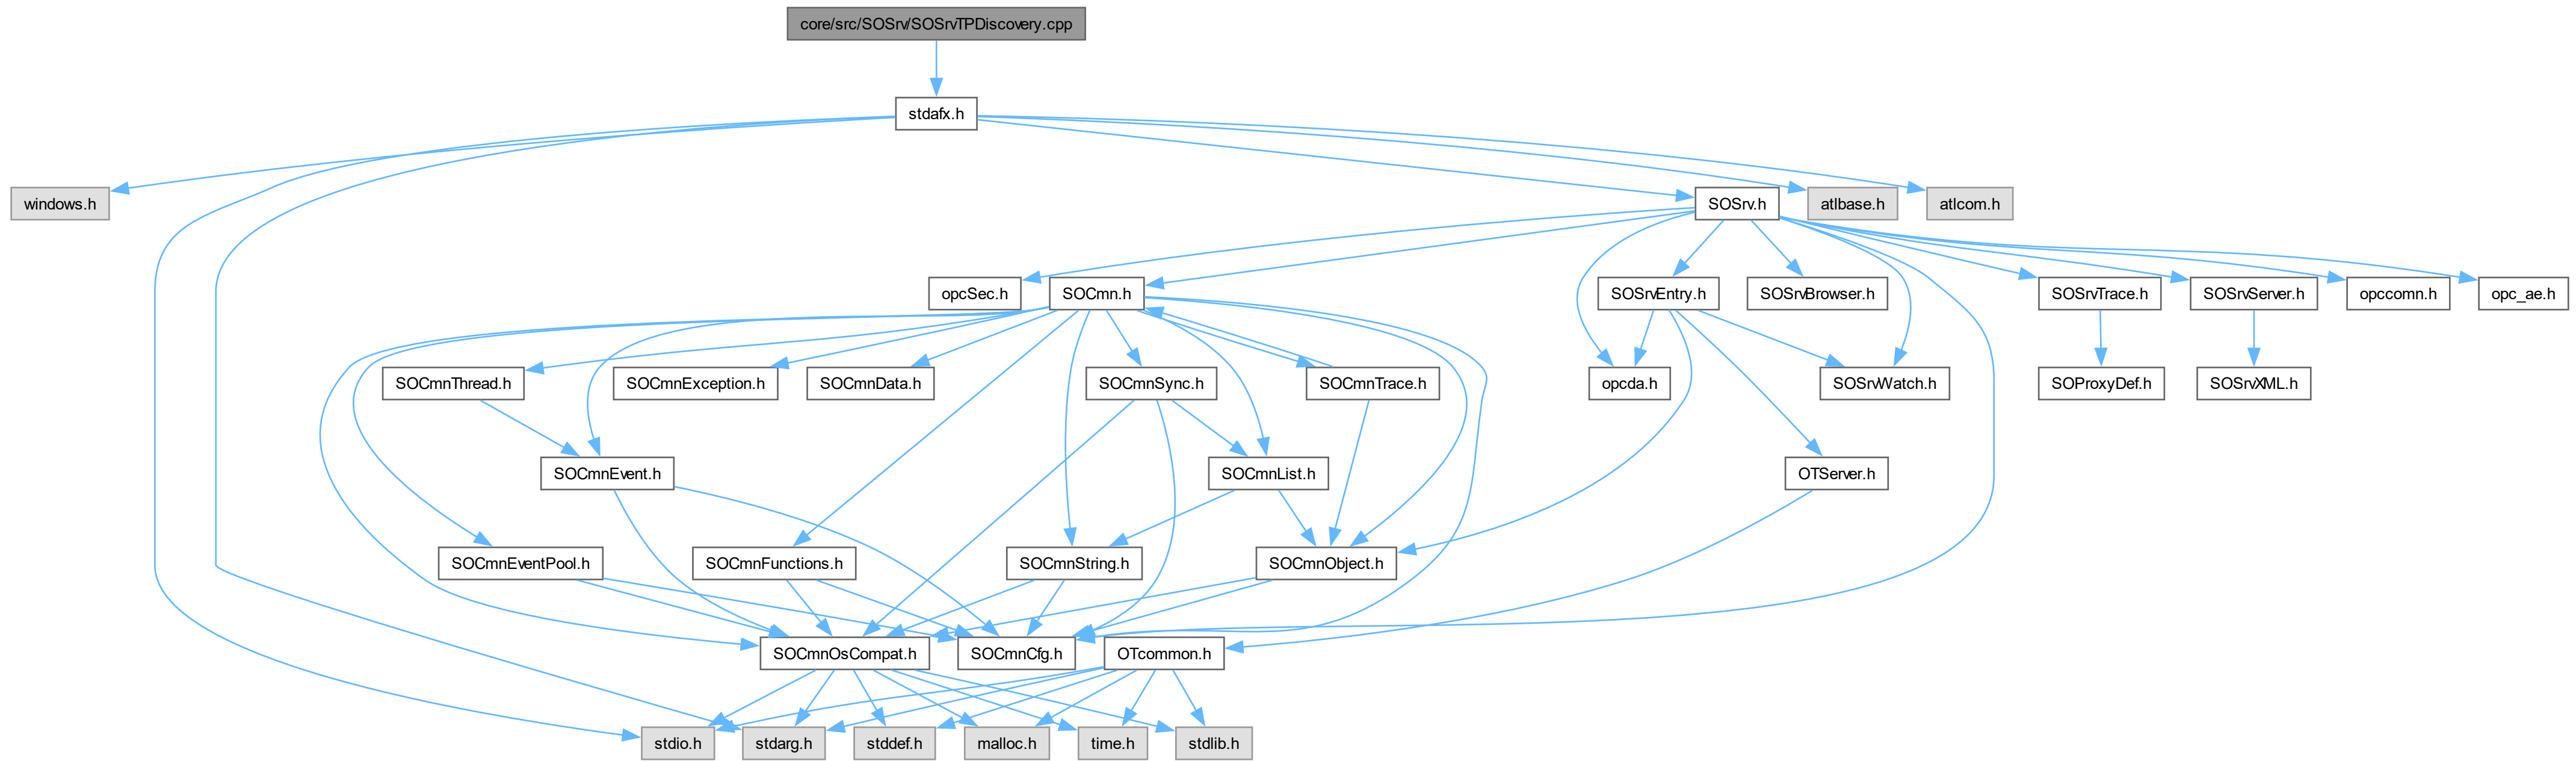 core/src/SOSrv/SOSrvTPDiscovery.cpp
stdafx.h
windows.h
SOSrv.h
atlbase.h
atlcom.h
opcSec.h
SOCmn.h
SOSrvEntry.h
SOSrvBrowser.h
SOSrvTrace.h
SOSrvServer.h
opccomn.h
opc_ae.h
SOCmnThread.h
SOCmnException.h
SOCmnData.h
SOCmnSync.h
SOCmnTrace.h
opcda.h
SOSrvWatch.h
SOProxyDef.h
SOSrvXML.h
SOCmnEvent.h
SOCmnList.h
OTServer.h
SOCmnEventPool.h
SOCmnFunctions.h
SOCmnString.h
SOCmnObject.h
SOCmnOsCompat.h
SOCmnCfg.h
OTcommon.h
stdio.h
stdarg.h
stddef.h
malloc.h
time.h
stdlib.h